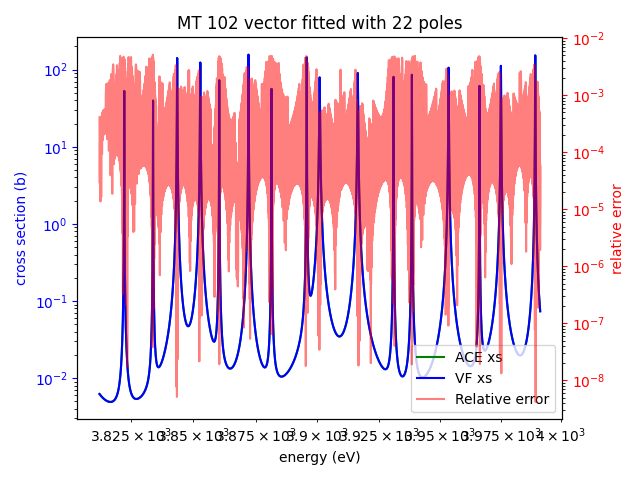 MT 102 vector fitted with 22 poles
cross section (b)
10²
10¹
10⁰
10⁻¹
10⁻²
10⁻²
10⁻³
10⁻⁴
10⁻⁵
10⁻⁶
10⁻⁷
10⁻⁸
relative error
ACE xs
VF xs
Relative error
3.825 × 10³ 3.85 × 10³ 3.875 × 10³ 3.9 × 10³ 3.925 × 10³ 3.95 × 10³ 3.975 × 10³ 4 × 10³
energy (eV)